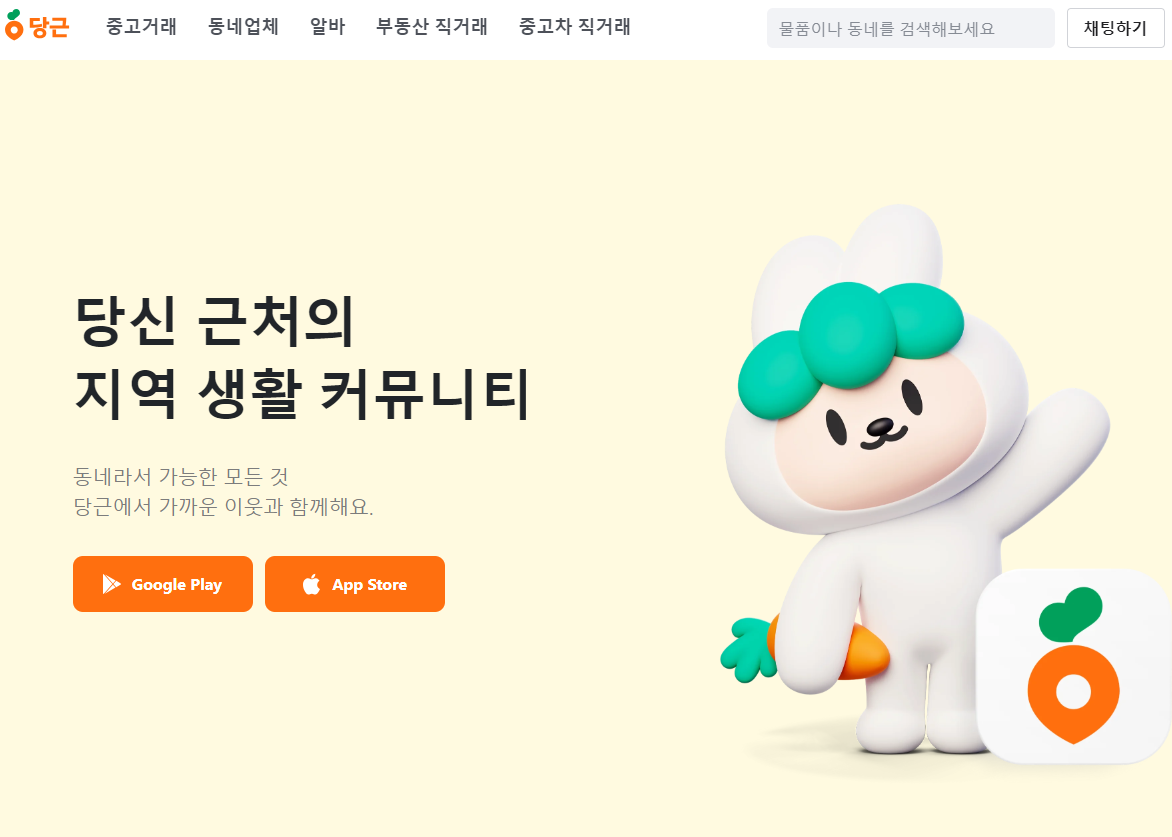 당근 중고거래 동네업체 알바 부동산 직거래 중고차 직거래 물품이나 동네를 검색해보세요 채팅하기
당신 근처의
지역 생활 커뮤니티
동네라서 가능한 모든 것
당근에서 가까운 이웃과 함께해요.
Google Play App Store